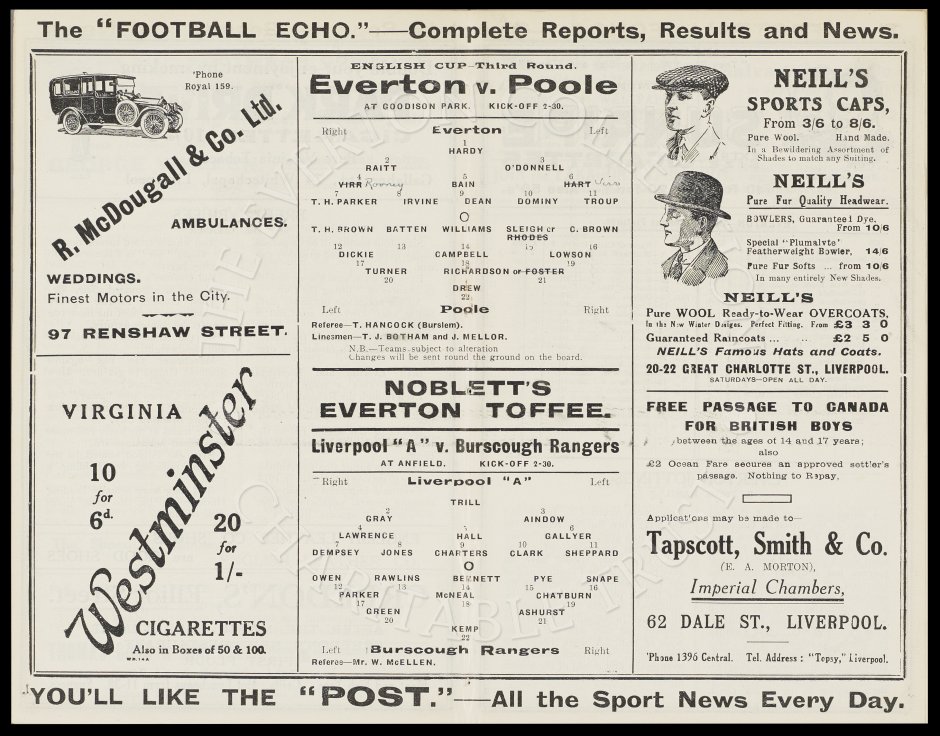 The "FOOTBALL ECHO."—Complete Reports, Results and News.
'Phone
Royal 159.
R. McDougall & Co. Ltd.
AMBULANCES.
WEDDINGS.
Finest Motors in the City.
97 RENSHAW STREET.
VIRGINIA
10
for
6d.
Westminster
20
for
1/-
CIGARETTES
Also in Boxes of 50 & 100.
ENGLISH CUP—Third Round.
Everton v. Poole
AT GOODISON PARK. KICK-OFF 2-30.
Right Everton Left
1
HARDY
2 3
RAITT O'DONNELL
4 5 6
VIRR Rooney BAIN HART Virr
7 8 9 10 11
T. H. PARKER IRVINE DEAN DOMINY TROUP
O
T. H. BROWN BATTEN WILLIAMS SLEIGH or RHODES C. BROWN
12 13 14 15 16
DICKIE CAMPBELL LOWSON
17 18 19
TURNER RICHARDSON or FOSTER
20 21
DREW
22
Left Poole Right
Referee—T. HANCOCK (Burslem).
Linesmen—T. J. BOTHAM and J. MELLOR.
N.B.—Teams subject to alteration
Changes will be sent round the ground on the board.
NOBLETT'S
EVERTON TOFFEE.
Liverpool "A" v. Burscough Rangers
AT ANFIELD. KICK-OFF 2-30.
Right Liverpool "A" Left
TRILL
2 3
GRAY AINDOW
4 5 6
LAWRENCE HALL GALLYER
7 8 9 10 11
DEMPSEY JONES CHARTERS CLARK SHEPPARD
O
OWEN RAWLINS BENNETT PYE SNAPE
12 13 14 15 16
PARKER McNEAL CHATBURN
17 18 19
GREEN ASHURST
20 21
KEMP
22
Left Burscough Rangers Right
Referee—Mr. W. McELLEN.
NEILL'S
SPORTS CAPS,
From 3/6 to 8/6.
Pure Wool. Hand Made.
In a Bewildering Assortment of
Shades to match any Suiting.
NEILL'S
Pure Fur Quality Headwear.
BOWLERS, Guaranteed Dye,
From 10/6
Special "Plumalyte"
Featherweight Bowler, 14/6
Pure Fur Softs ... from 10/6
In many entirely New Shades.
NEILL'S
Pure WOOL Ready-to-Wear OVERCOATS.
In the New Winter Designs. Perfect Fitting. From £3 3 0
Guaranteed Raincoats ... .. £2 5 0
NEILL'S Famous Hats and Coats.
20-22 GREAT CHARLOTTE ST., LIVERPOOL.
SATURDAYS—OPEN ALL DAY.
FREE PASSAGE TO CANADA
FOR BRITISH BOYS
between the ages of 14 and 17 years;
also
£2 Ocean Fare secures an approved settler's
passage. Nothing to Repay.
Applications may be made to—
Tapscott, Smith & Co.
(E. A. MORTON),
Imperial Chambers,
62 DALE ST., LIVERPOOL.
'Phone 1396 Central. Tel. Address: "Topsy," Liverpool.
YOU'LL LIKE THE "POST."—All the Sport News Every Day.
THE EVERTON COLLECTION
CHARITABLE TRUST